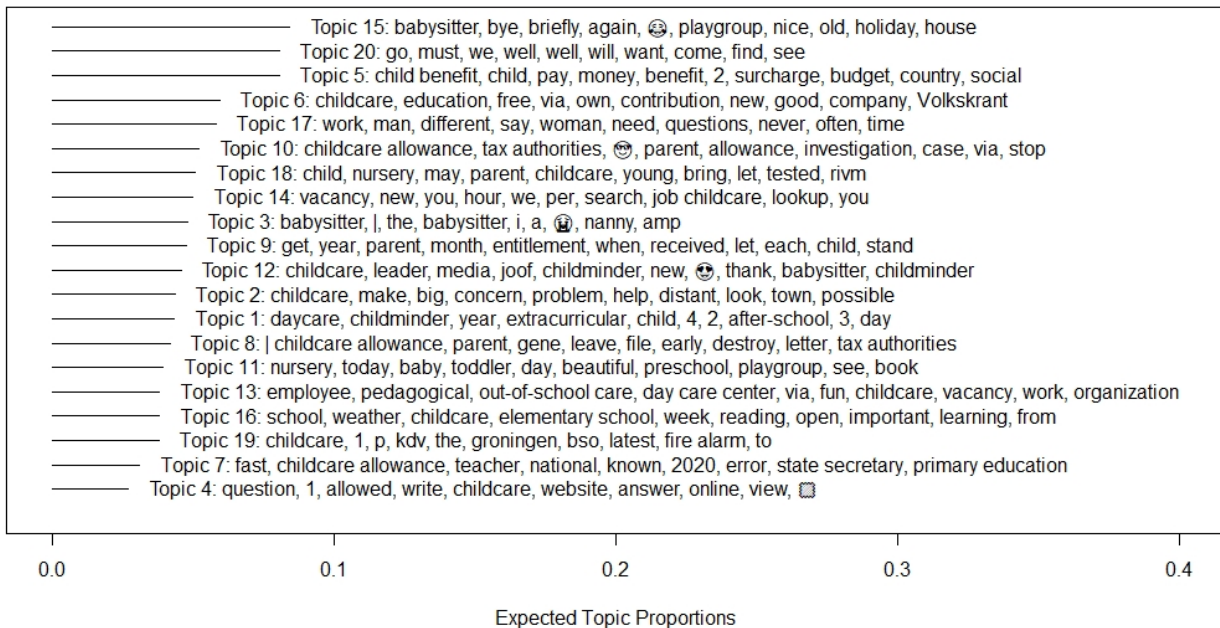 Topic 15: babysitter, bye, briefly, again, 🤣, playgroup, nice, old, holiday, house
Topic 20: go, must, we, well, well, will, want, come, find, see
Topic 5: child benefit, child, pay, money, benefit, 2, surcharge, budget, country, social
Topic 6: childcare, education, free, via, own, contribution, new, good, company, Volkskrant
Topic 17: work, man, different, say, woman, need, questions, never, often, time
Topic 10: childcare allowance, tax authorities, 😎, parent, allowance, investigation, case, via, stop
Topic 18: child, nursery, may, parent, childcare, young, bring, let, tested, rivm
Topic 14: vacancy, new, you, hour, we, per, search, job childcare, lookup, you
Topic 3: babysitter, |, the, babysitter, i, a, 😭, nanny, amp
Topic 9: get, year, parent, month, entitlement, when, received, let, each, child, stand
Topic 12: childcare, leader, media, joof, childminder, new, 😍, thank, babysitter, childminder
Topic 2: childcare, make, big, concern, problem, help, distant, look, town, possible
Topic 1: daycare, childminder, year, extracurricular, child, 4, 2, after-school, 3, day
Topic 8: | childcare allowance, parent, gene, leave, file, early, destroy, letter, tax authorities
Topic 11: nursery, today, baby, toddler, day, beautiful, preschool, playgroup, see, book
Topic 13: employee, pedagogical, out-of-school care, day care center, via, fun, childcare, vacancy, work, organization
Topic 16: school, weather, childcare, elementary school, week, reading, open, important, learning, from
Topic 19: childcare, 1, p, kdv, the, groningen, bso, latest, fire alarm, to
Topic 7: fast, childcare allowance, teacher, national, known, 2020, error, state secretary, primary education
Topic 4: question, 1, allowed, write, childcare, website, answer, online, view,
0.0 0.1 0.2 0.3 0.4
Expected Topic Proportions